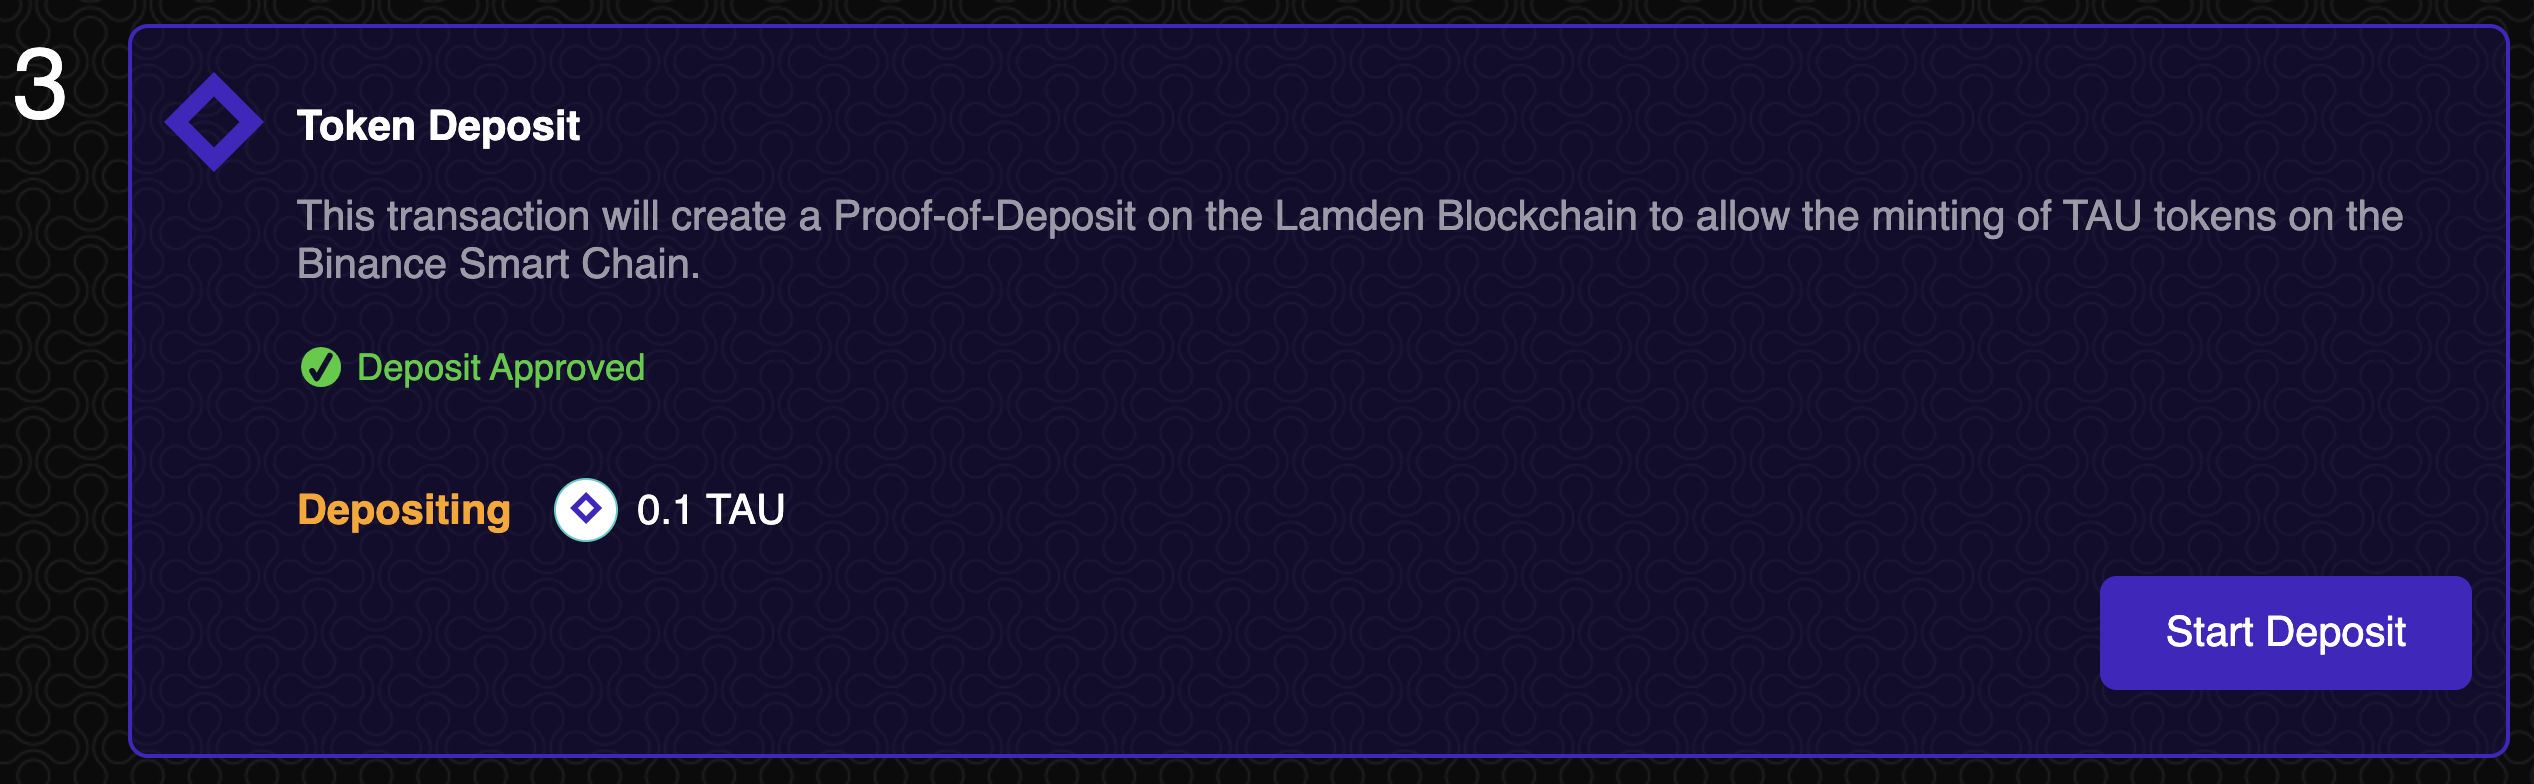 3
Token Deposit
This transaction will create a Proof-of-Deposit on the Lamden Blockchain to allow the minting of TAU tokens on the
Binance Smart Chain.
Deposit Approved
Depositing 0.1 TAU
Start Deposit